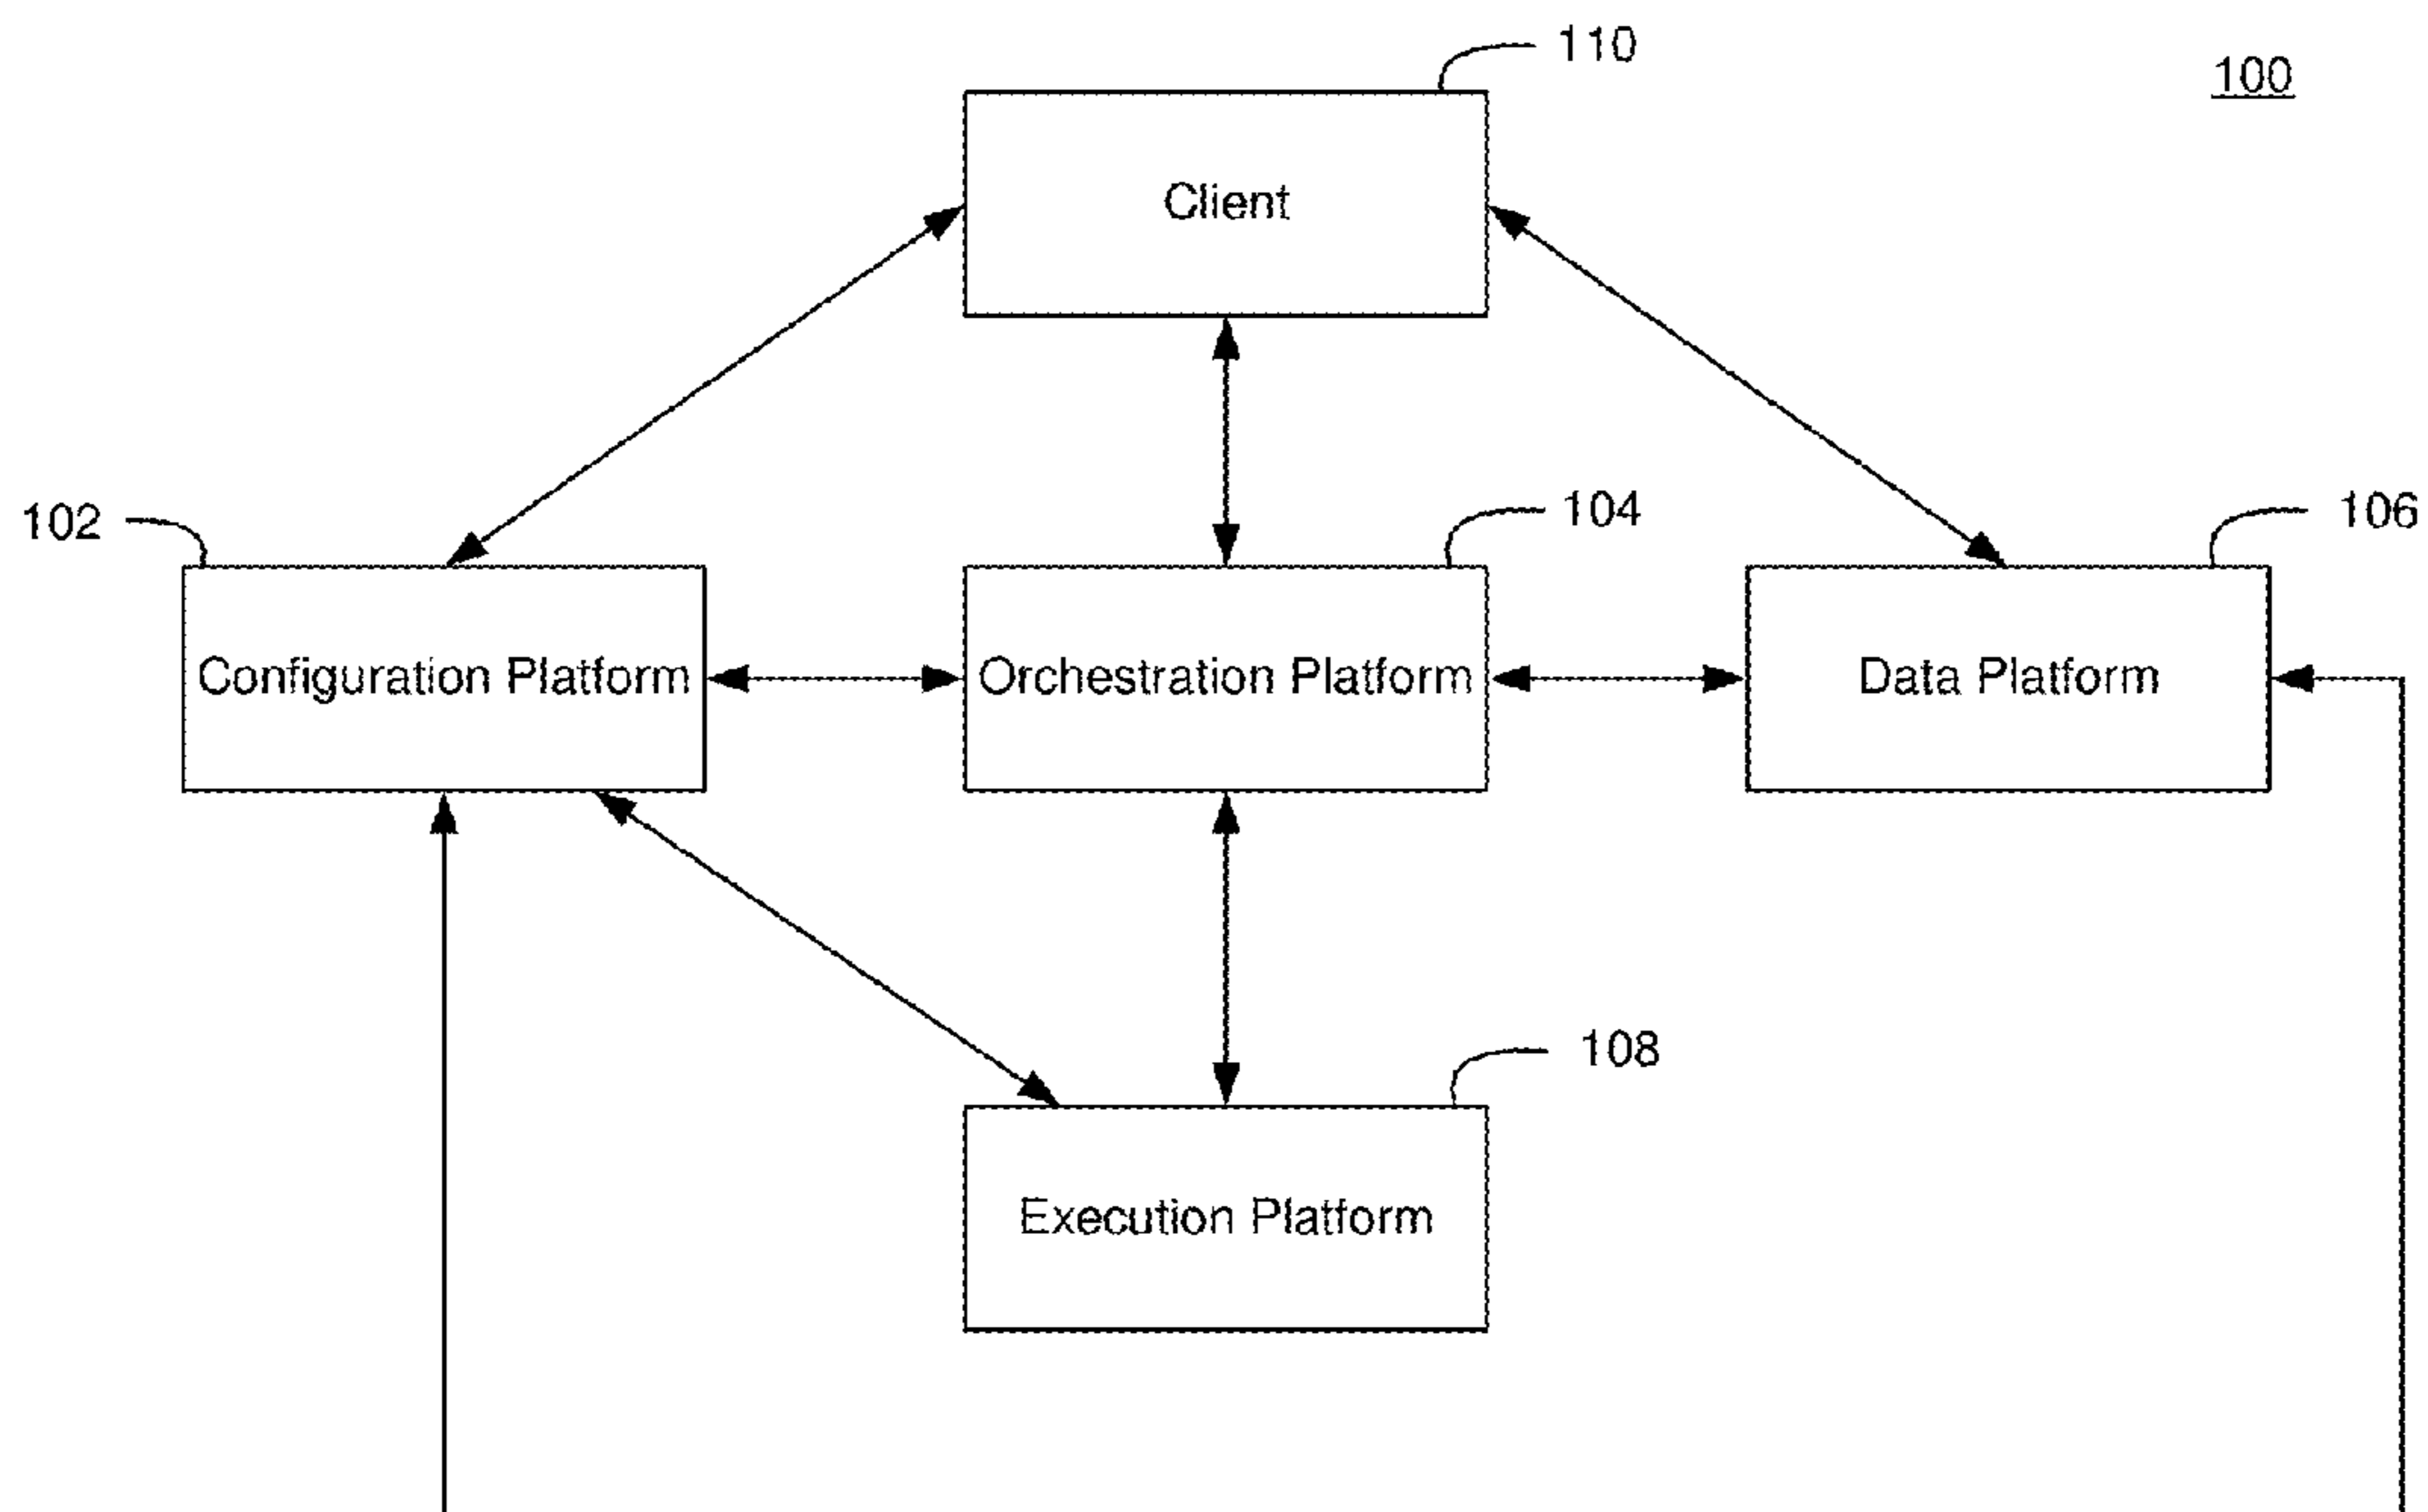 110
100
Client
102
104
106
Configuration Platform
Orchestration Platform
Data Platform
108
Execution Platform